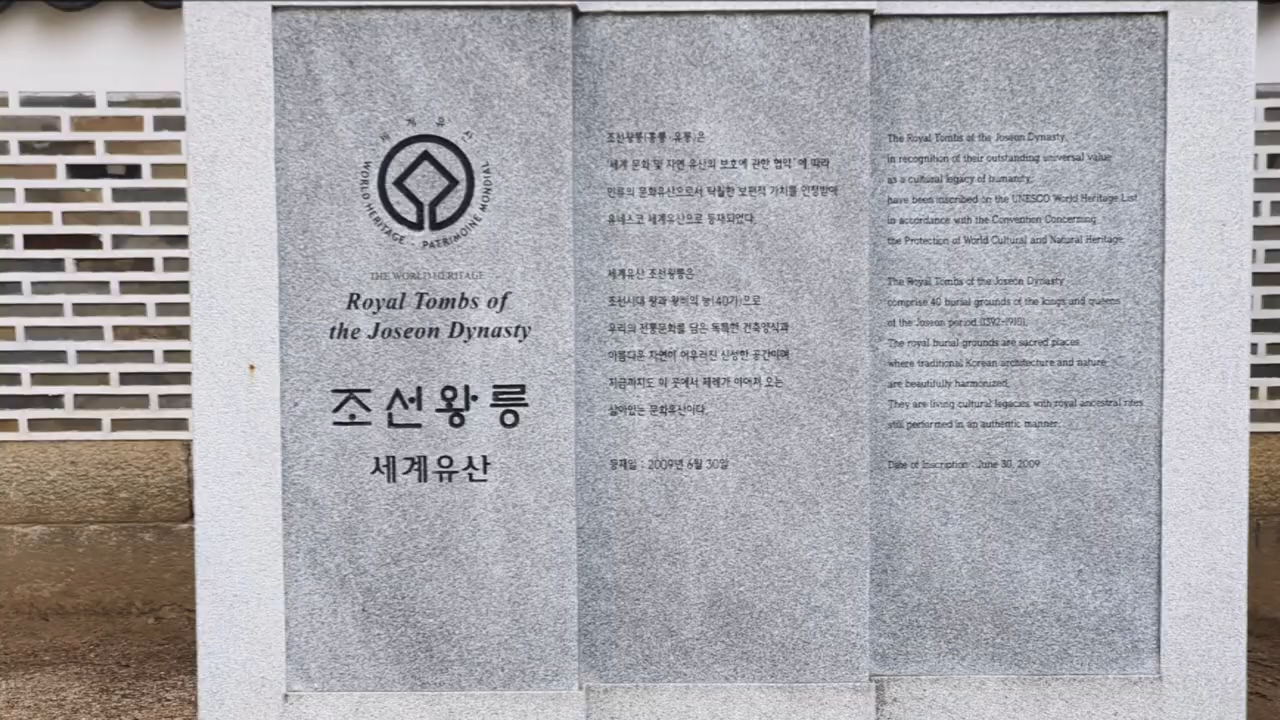 세계유산
WORLD HERITAGE · PATRIMOINE MONDIAL
THE WORLD HERITAGE
Royal Tombs of
the Joseon Dynasty
조선왕릉
세계유산
조선왕릉(홍릉·유릉)은
'세계 문화 및 자연 유산의 보호에 관한 협약'에 따라
인류의 문화유산으로서 탁월한 보편적 가치를 인정받아
유네스코 세계유산으로 등재되었다.
세계유산 조선왕릉은
조선시대 왕과 왕비의 능(40기)으로
우리의 전통문화를 담은 독특한 건축양식과
아름다운 자연이 어우러진 신성한 공간이며
지금까지도 이 곳에서 제례가 이어져 오는
살아있는 문화유산이다.
등재일 : 2009년 6월 30일
The Royal Tombs of the Joseon Dynasty,
in recognition of their outstanding universal value
as a cultural legacy of humanity,
have been inscribed on the UNESCO World Heritage List
in accordance with the Convention Concerning
the Protection of World Cultural and Natural Heritage.
The Royal Tombs of the Joseon Dynasty
comprise 40 burial grounds of the kings and queens
of the Joseon period (1392-1910).
The royal burial grounds are sacred places
where traditional Korean architecture and nature
are beautifully harmonized.
They are living cultural legacies with royal ancestral rites
still performed in an authentic manner.
Date of Inscription : June 30, 2009